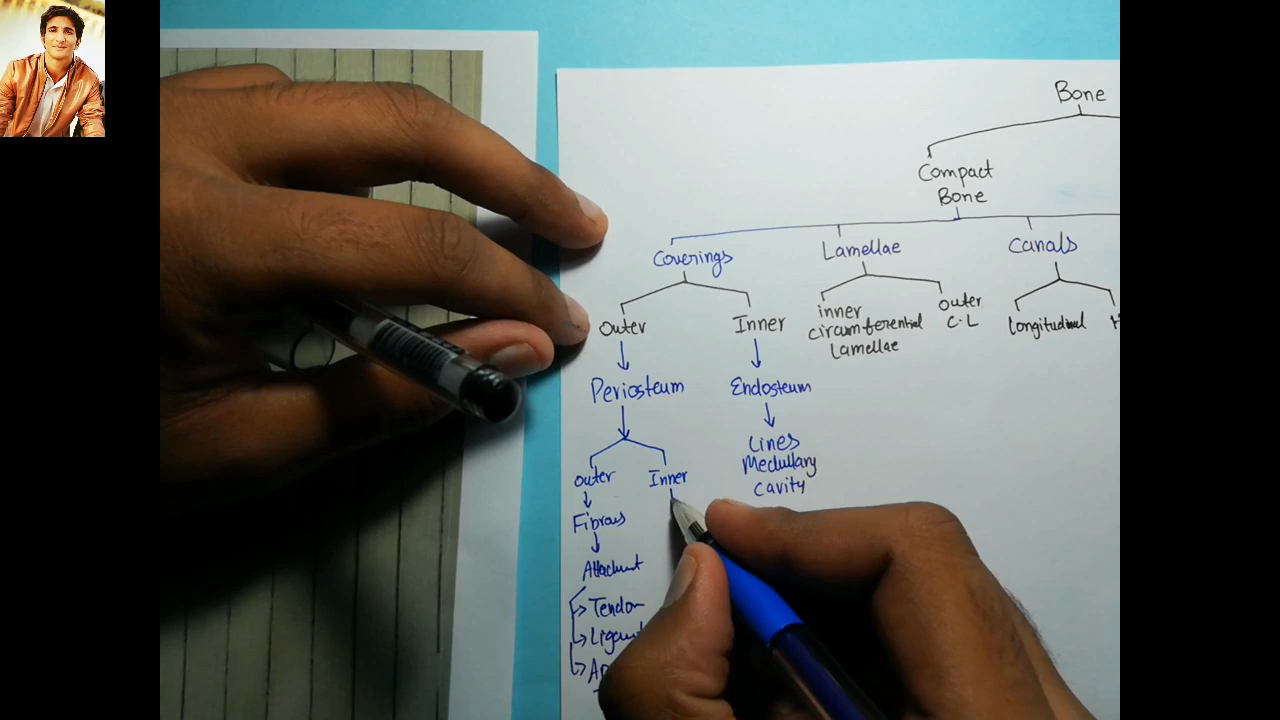 Bone
Compact
Bone
Coverings
Lamellae
Canals
Outer
Inner
inner
circumferential
Lamellae
outer
C.L
longitudinal
Periosteum
Endosteum
Lines
Medullary
cavity
outer
Inner
Fibrous
Attachment
Tendon